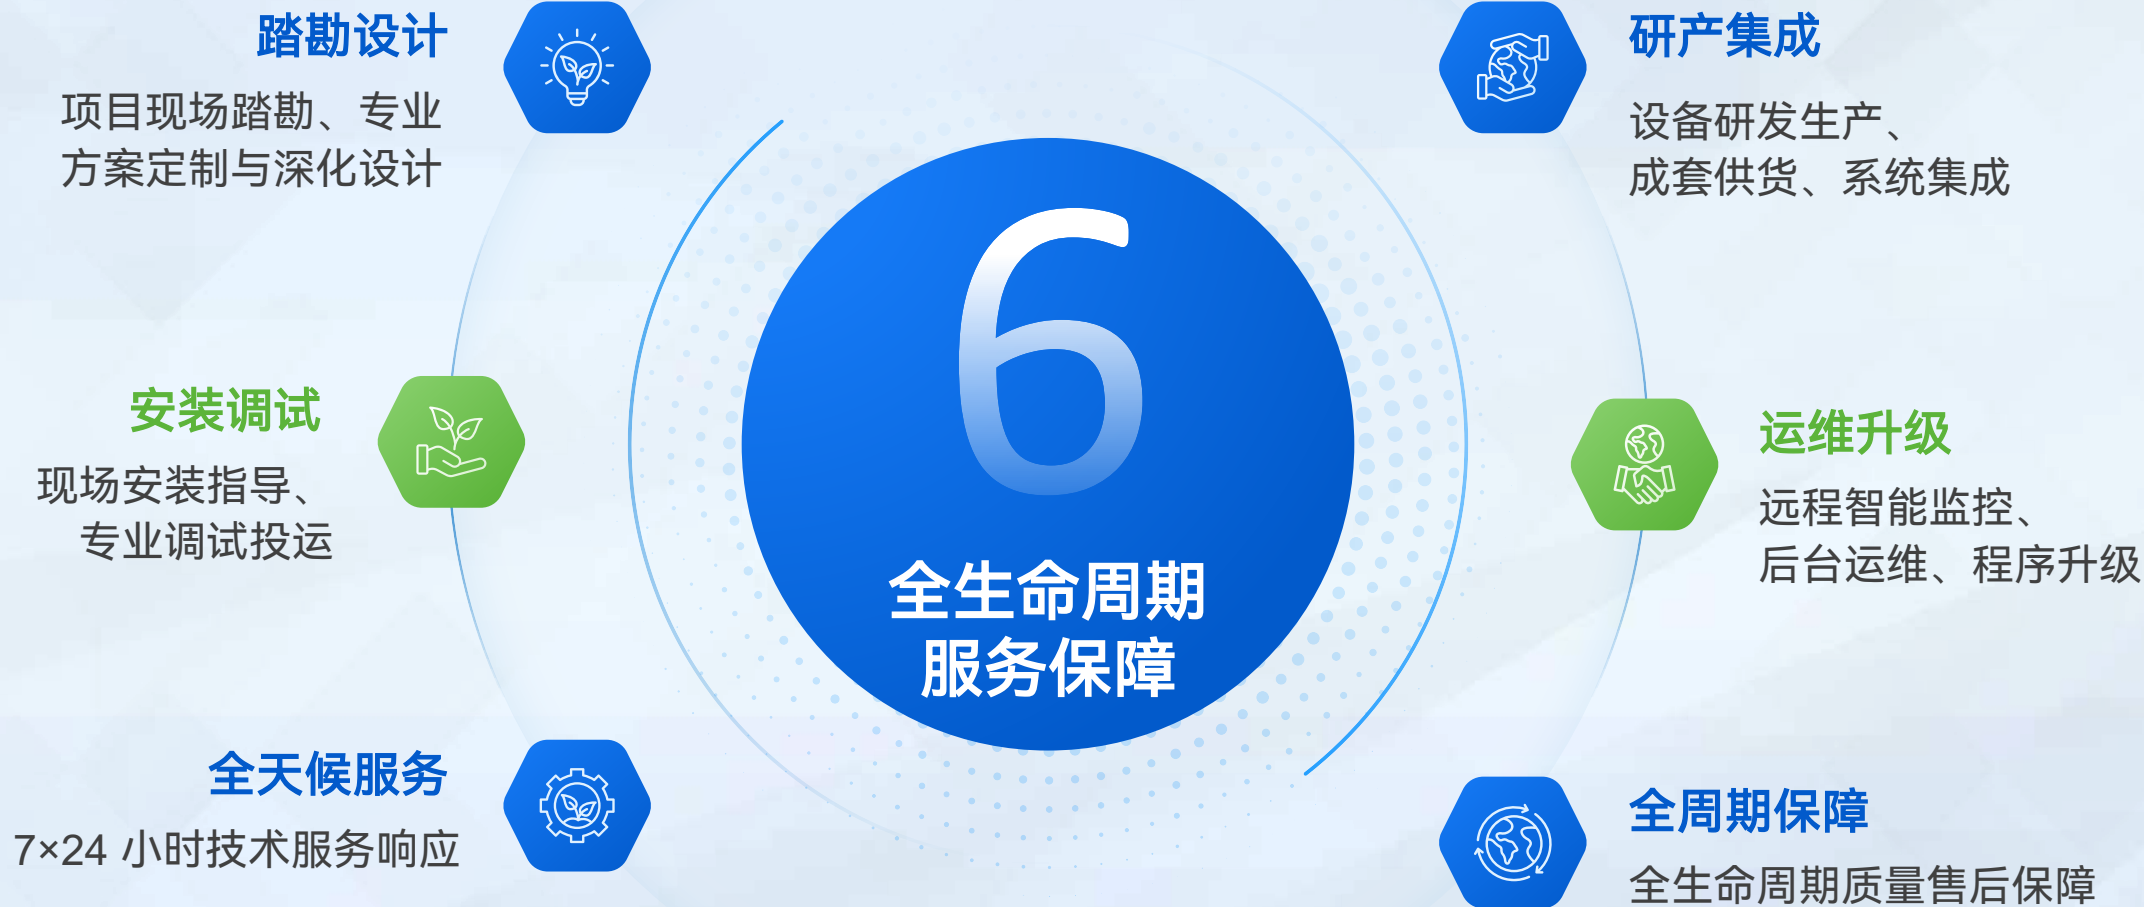 踏勘设计
项目现场踏勘、专业
方案定制与深化设计
研产集成
设备研发生产、
成套供货、系统集成
6
全生命周期
服务保障
安装调试
现场安装指导、
专业调试投运
运维升级
远程智能监控、
后台运维、程序升级
全天候服务
7×24 小时技术服务响应
全周期保障
全生命周期质量售后保障